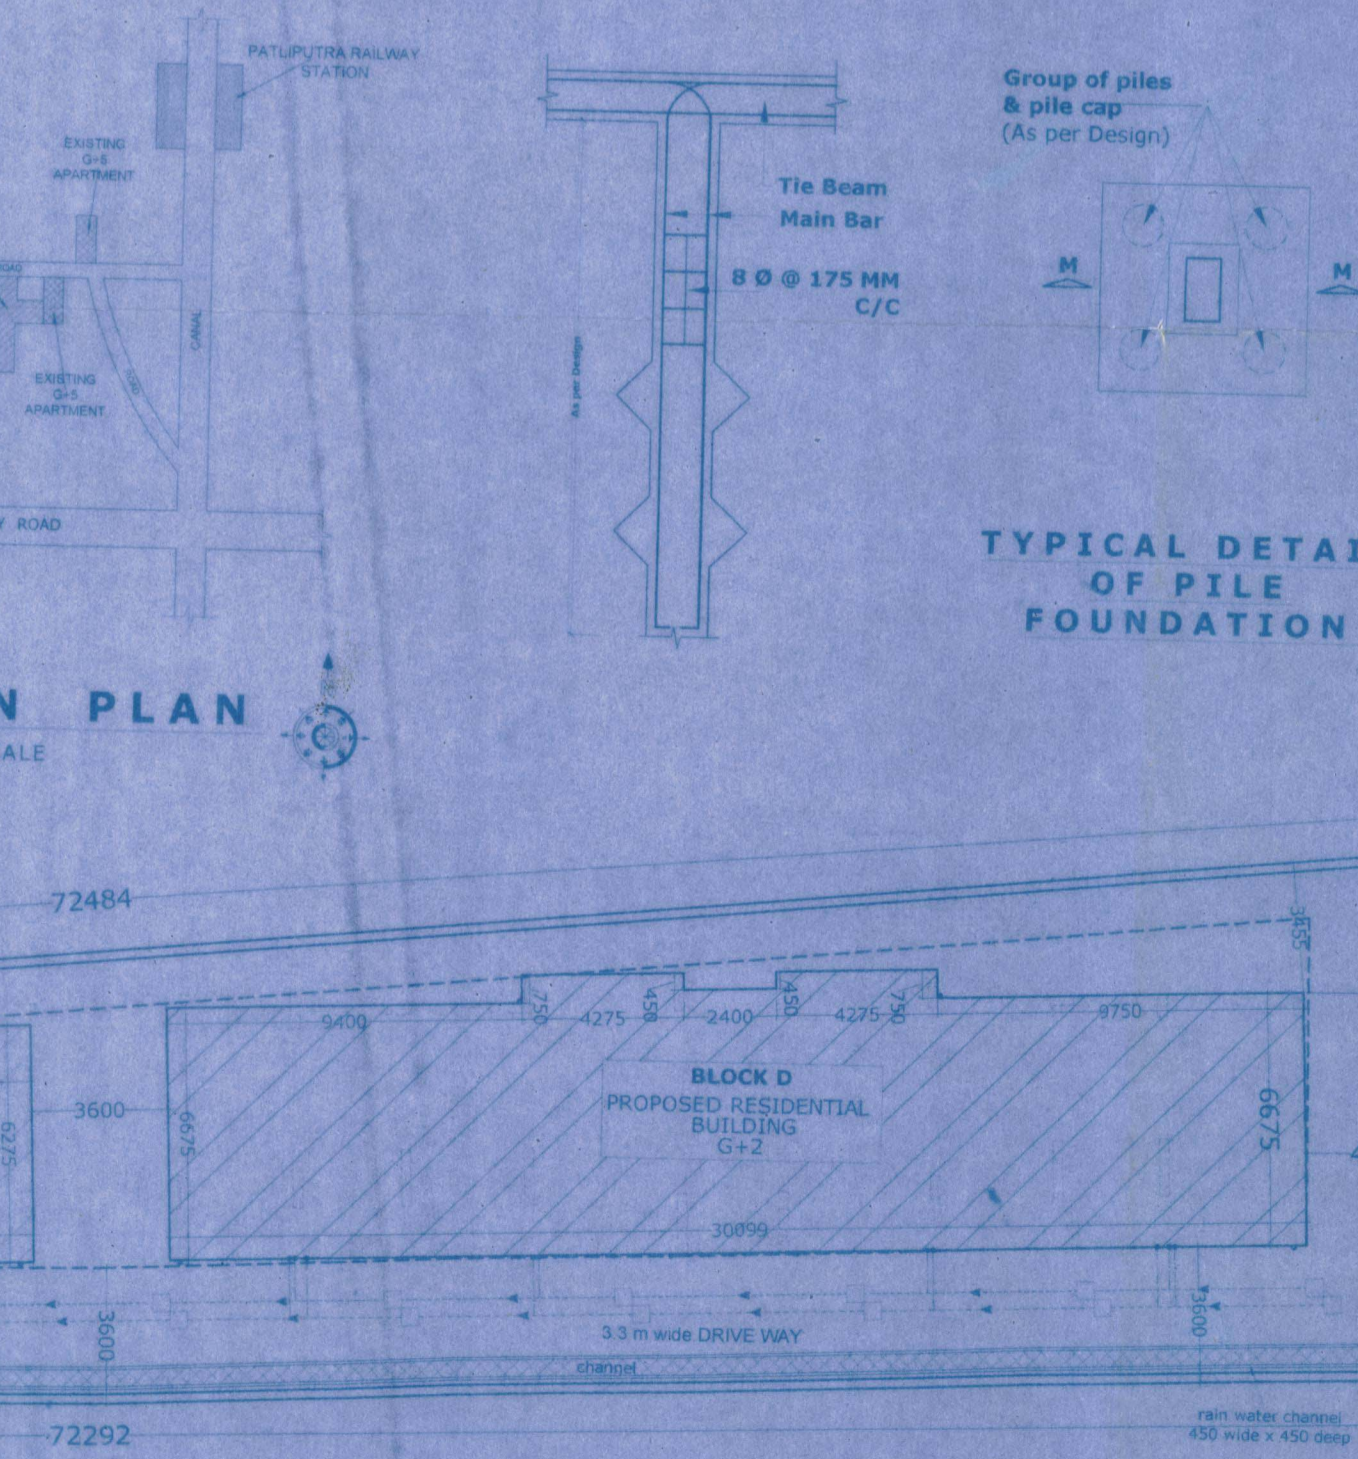 PATLIPUTRA RAILWAY
STATION
EXISTING
G+5
APARTMENT
ROAD
CANAL
EXISTING
G+5
APARTMENT
ROAD
Y ROAD
N PLAN
ALE
Tie Beam
Main Bar
8 Ø @ 175 MM
C/C
As per Design
Group of piles
& pile cap
(As per Design)
M
M
TYPICAL DETAI
OF PILE
FOUNDATION
72484
3455
9400
750
4275
450
2400
450
4275
750
9750
BLOCK D
PROPOSED RESIDENTIAL
BUILDING
G+2
6275
3600
6675
6675
30099
3600
3600
3.3 m wide DRIVE WAY
channel
rain water channel
450 wide x 450 deep
72292